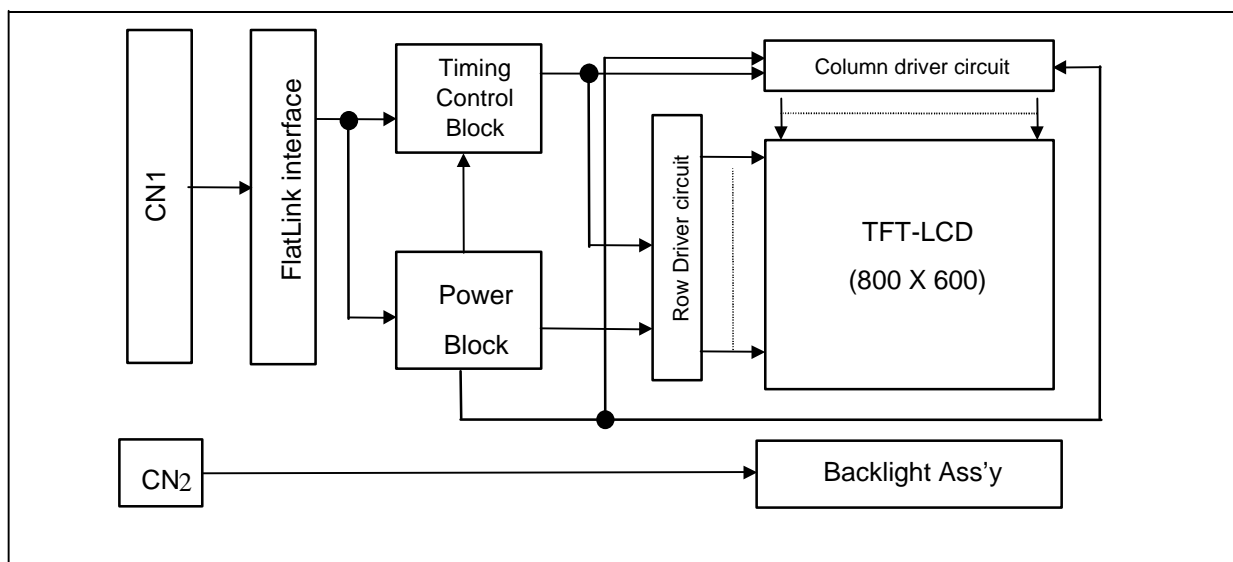 CN1
FlatLink interface
Timing
Control
Block
Power
Block
Row Driver circuit
Column driver circuit
TFT-LCD
(800 X 600)
CN2
Backlight Ass'y